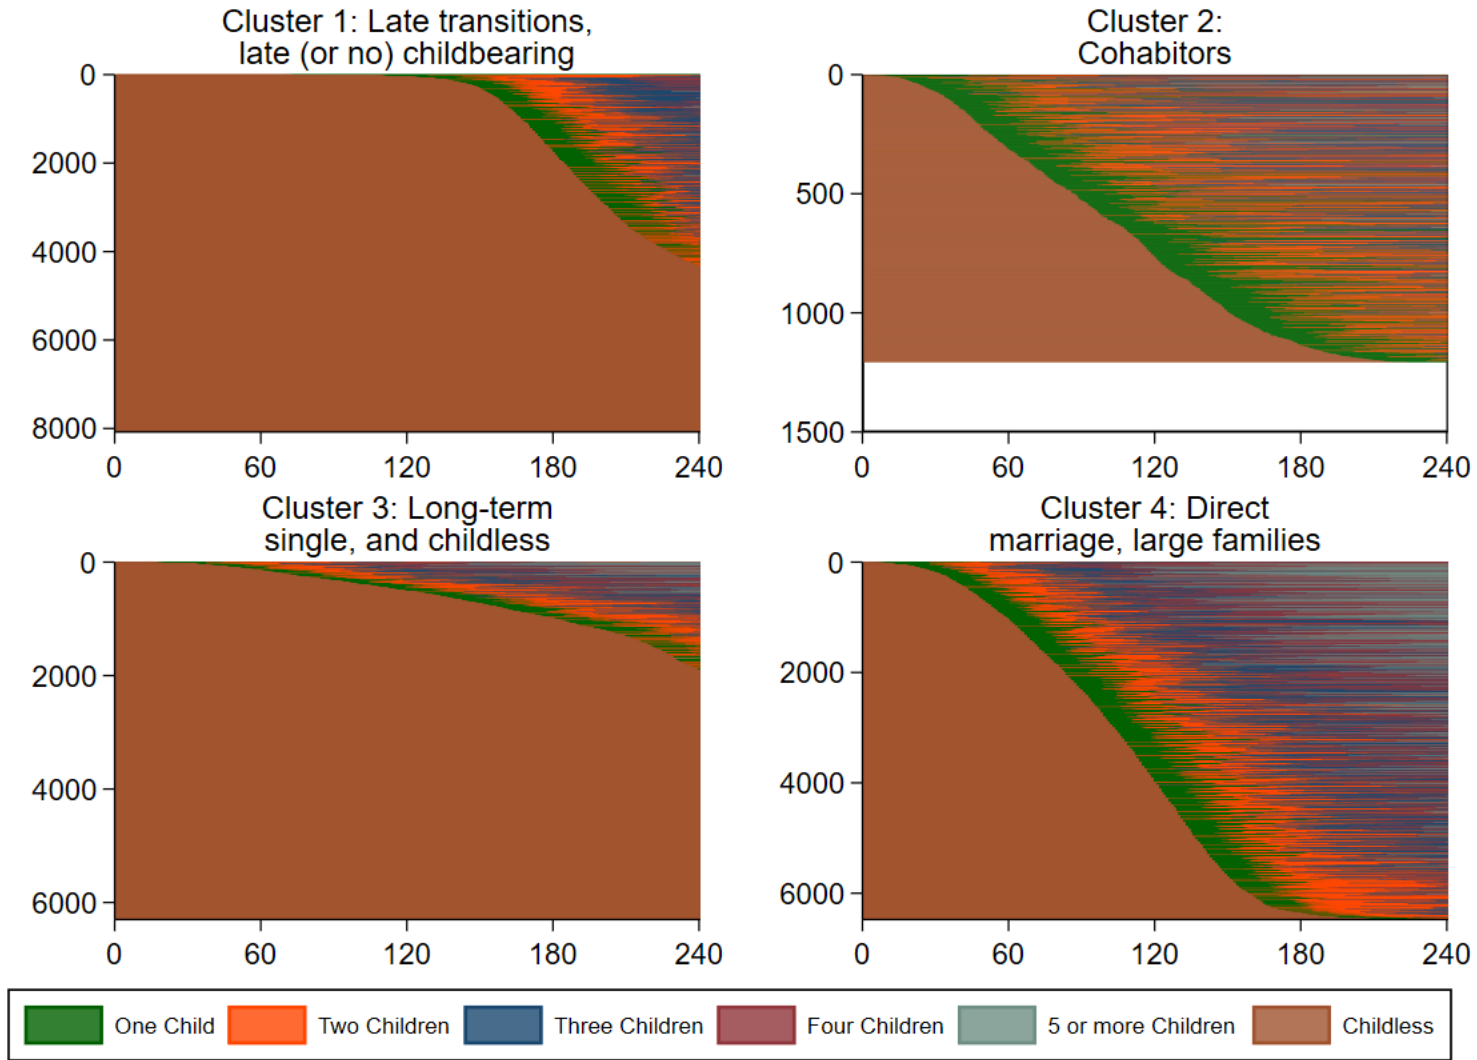 Cluster 1: Late transitions,
late (or no) childbearing
0
2000
4000
6000
8000
0 60 120 180 240
Cluster 2:
Cohabitors
0
500
1000
1500
0 60 120 180 240
Cluster 3: Long-term
single, and childless
0
2000
4000
6000
0 60 120 180 240
Cluster 4: Direct
marriage, large families
0
2000
4000
6000
0 60 120 180 240
One Child Two Children Three Children Four Children 5 or more Children Childless